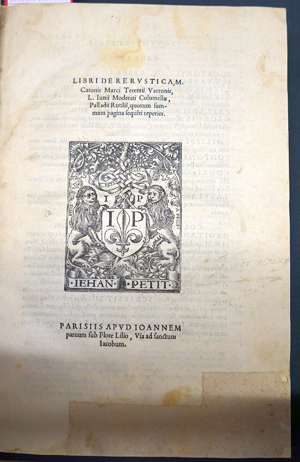 LIBRI DE RE RVSTICA, M.
Catonis Marci Terentii Varronis,
L. Iunii Moderati Columellæ,
Palladii Rutilii, quorum sum-
mam pagina sequēti reperies.
I P
I P
IEHAN PETIT
PARISIIS APVD IOANNEM
paruum sub Flore Lilio, Via ad sanctum
Iacobum.